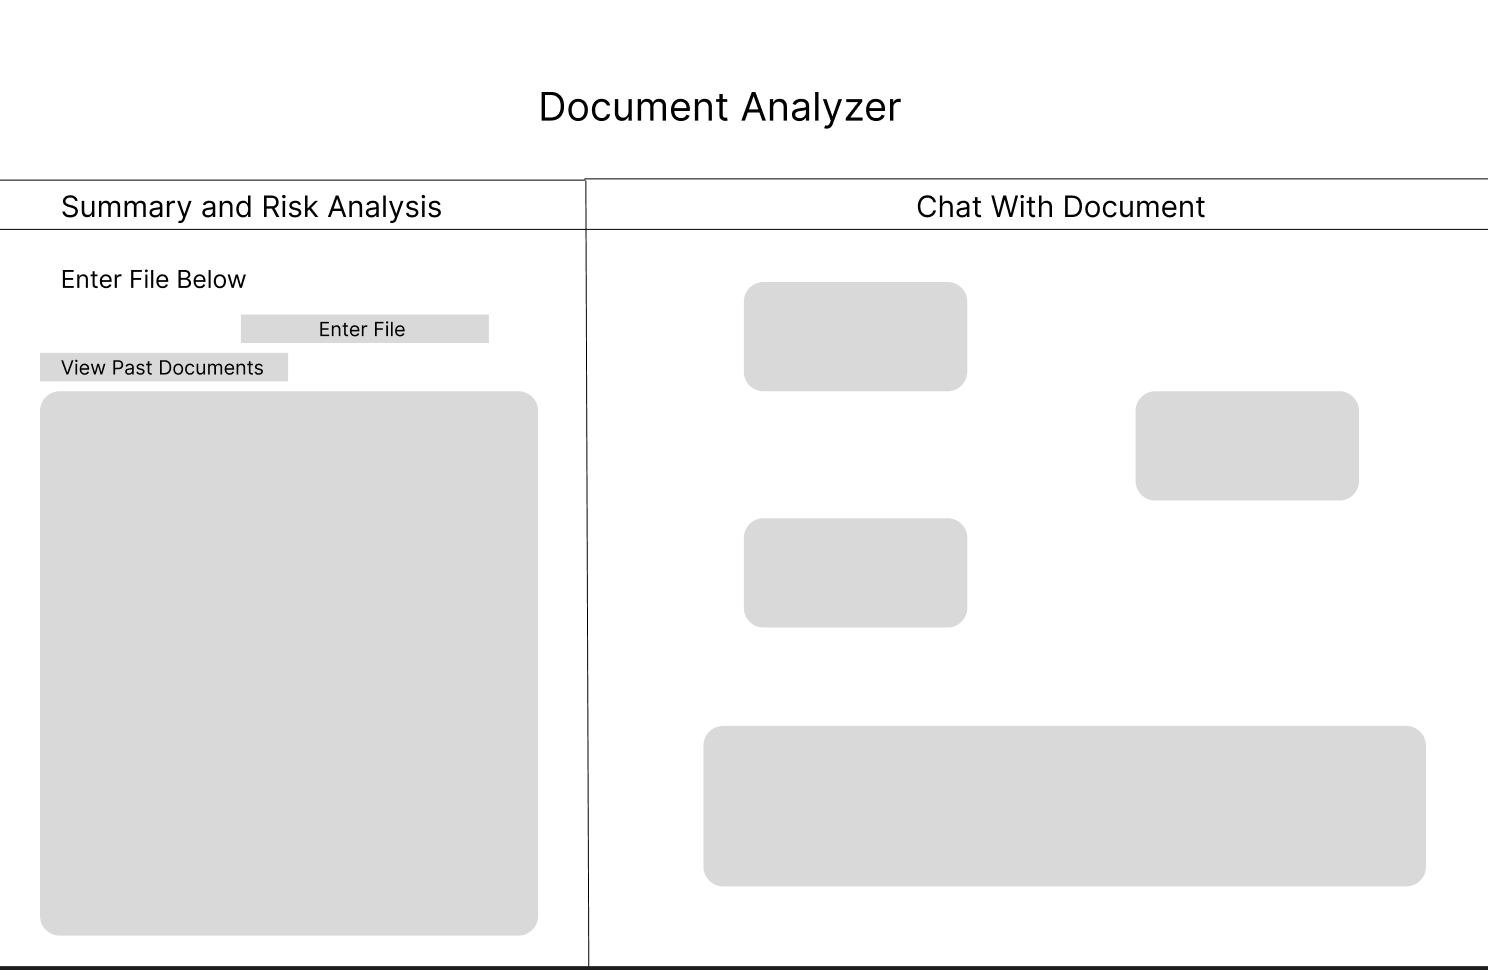 Document Analyzer
Summary and Risk Analysis
Chat With Document
Enter File Below
Enter File
View Past Documents